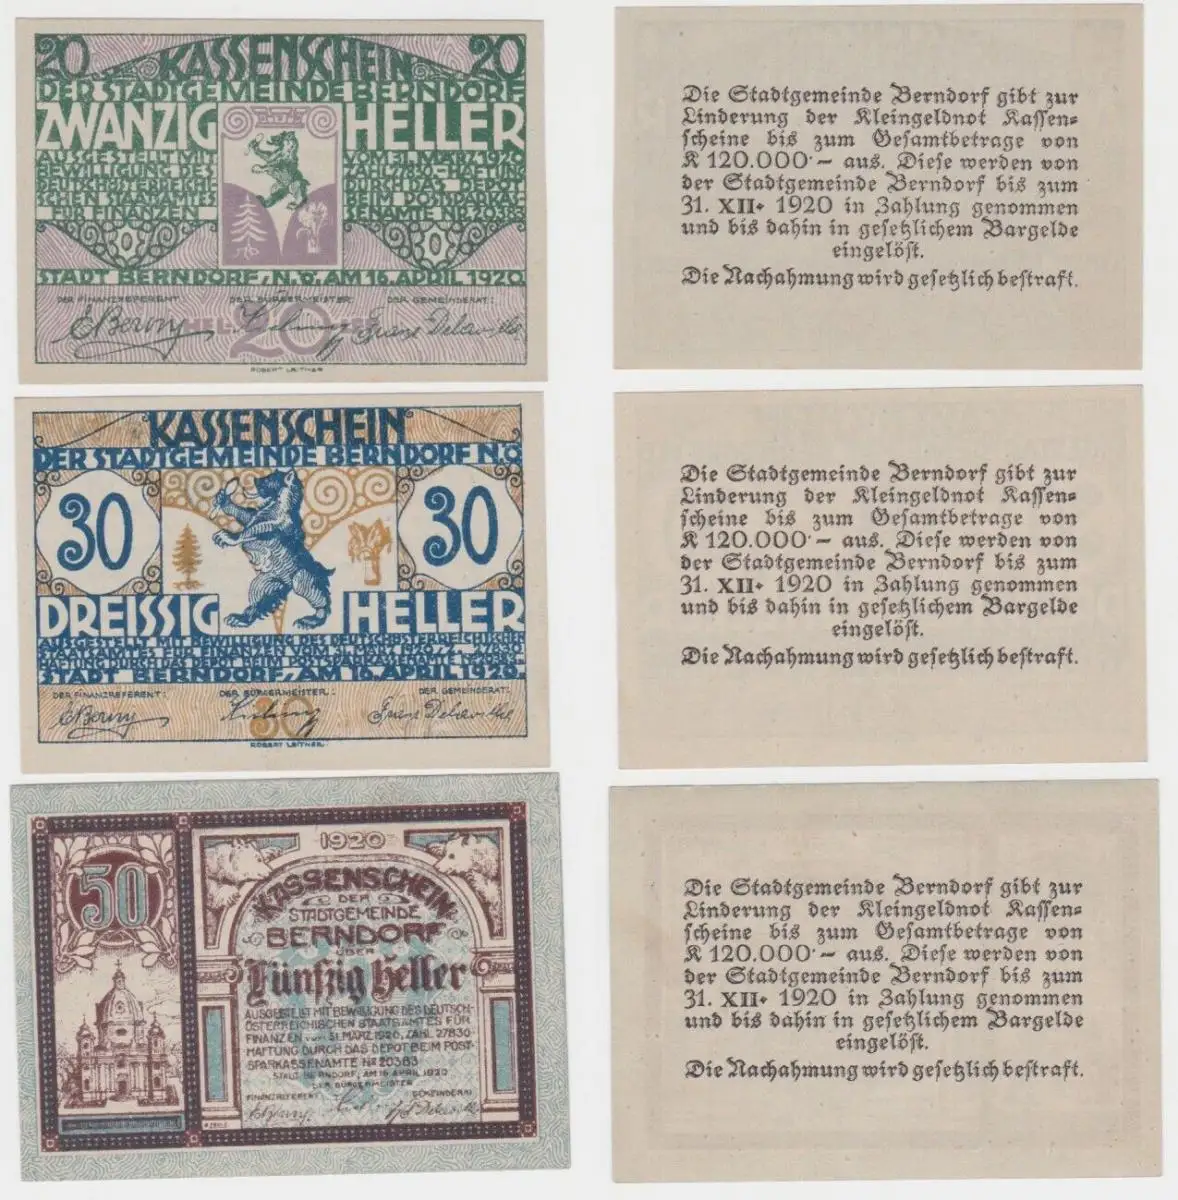 20 KASSENSCHEIN 20
DER STADTGEMEINDE BERNDORF
ZWANZIG HELLER
AUSGESTELLT MIT VOM 31. MÄRZ 1920
BEWILLIGUNG DES ZAHL 27830-HAFTUNG
DEUTSCHÖSTERREICHI- DURCH DAS DEPOT
SCHEN STAATSAMTES BEIM POSTSPARKA-
FÜR FINANZEN SSENAMTE NR. 20383
STADT BERNDORF, N.Ö. AM 16. APRIL 1920
DER FINANZREFERENT: DER BÜRGERMEISTER: DER GEMEINDERAT:
HEL- 20 LER
ROBERT LEITNER
Die Stadtgemeinde Berndorf gibt zur
Linderung der Kleingeldnot Kassen=
scheine bis zum Gesamtbetrage von
K 120.000·– aus. Diese werden von
der Stadtgemeinde Berndorf bis zum
31. XII. 1920 in Zahlung genommen
und bis dahin in gesetzlichem Bargelde
eingelöst.
Die Nachahmung wird gesetzlich bestraft.
KASSENSCHEIN
DER STADTGEMEINDE BERNDORF N.Ö.
30 30
DREISSIG HELLER
AUSGESTELLT MIT BEWILLIGUNG DES DEUTSCHÖSTERREICHISCHEN
STAATSAMTES FÜR FINANZEN VOM 31. MÄRZ 1920 27830
HAFTUNG DURCH DAS DEPOT BEIM POSTSPARKASSENAMTE Nº 20383
STADT BERNDORF, AM 16. APRIL 1920.
DER FINANZREFERENT: DER BÜRGERMEISTER: DER GEMEINDERAT:
30
ROBERT LEITNER
Die Stadtgemeinde Berndorf gibt zur
Linderung der Kleingeldnot Kassen=
scheine bis zum Gesamtbetrage von
K 120.000·– aus. Diese werden von
der Stadtgemeinde Berndorf bis zum
31. XII. 1920 in Zahlung genommen
und bis dahin in gesetzlichem Bargelde
eingelöst.
Die Nachahmung wird gesetzlich bestraft.
50
1920
KASSENSCHEIN
DER
STADTGEMEINDE
BERNDORF
ÜBER
Fünfzig Heller
AUSGESTELLT MIT BEWILLIGUNG DES DEUTSCH-
ÖSTERREICHISCHEN STAATSAMTES FÜR
FINANZEN VOM 31. MÄRZ 1920, ZAHL 27830-
HAFTUNG DURCH DAS DEPOT BEIM POST-
SPARKASSENAMTE Nº 20383
STADT BERNDORF, AM 16 APRIL 1920
DER BÜRGERMEISTER
FINANZREFERENT GEMEINDERAT
Die Stadtgemeinde Berndorf gibt zur
Linderung der Kleingeldnot Kassen=
scheine bis zum Gesamtbetrage von
K 120.000·– aus. Diese werden von
der Stadtgemeinde Berndorf bis zum
31. XII. 1920 in Zahlung genommen
und bis dahin in gesetzlichem Bargelde
eingelöst.
Die Nachahmung wird gesetzlich bestraft.